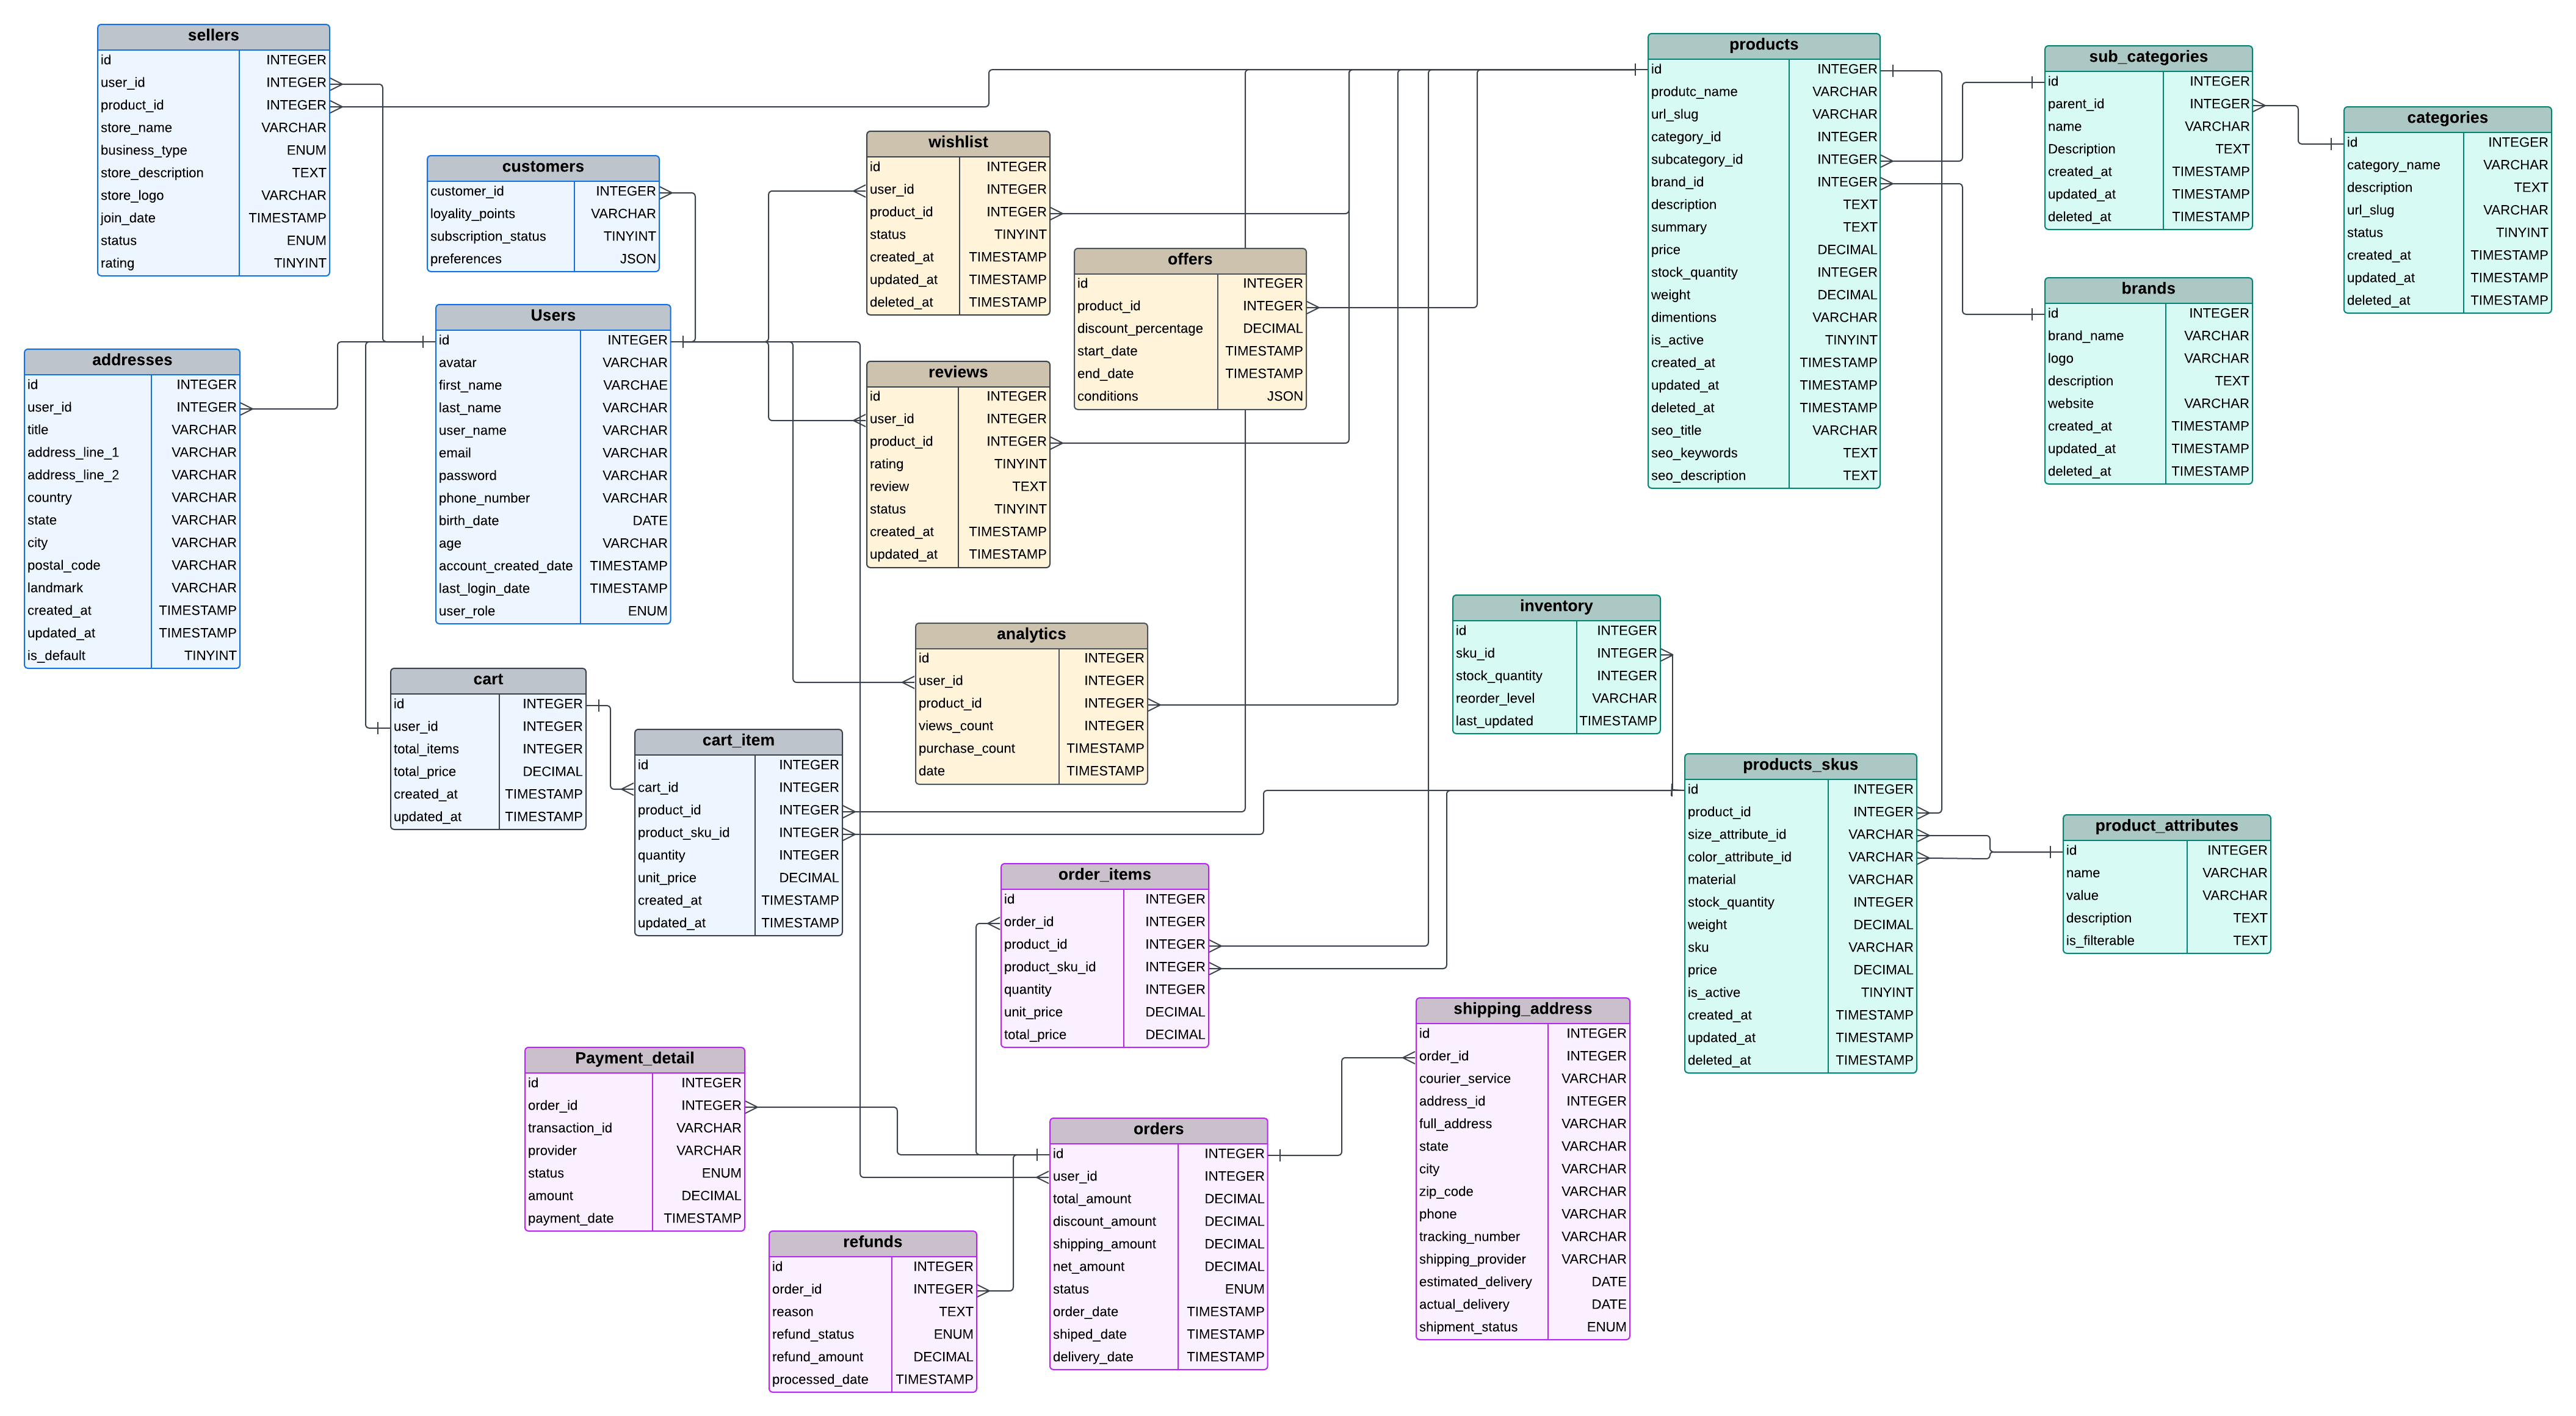 sellers
id INTEGER
user_id INTEGER
product_id INTEGER
store_name VARCHAR
business_type ENUM
store_description TEXT
store_logo VARCHAR
join_date TIMESTAMP
status ENUM
rating TINYINT
customers
customer_id INTEGER
loyality_points VARCHAR
subscription_status TINYINT
preferences JSON
Users
id INTEGER
avatar VARCHAR
first_name VARCHAE
last_name VARCHAR
user_name VARCHAR
email VARCHAR
password VARCHAR
phone_number VARCHAR
birth_date DATE
age VARCHAR
account_created_date TIMESTAMP
last_login_date TIMESTAMP
user_role ENUM
addresses
id INTEGER
user_id INTEGER
title VARCHAR
address_line_1 VARCHAR
address_line_2 VARCHAR
country VARCHAR
state VARCHAR
city VARCHAR
postal_code VARCHAR
landmark VARCHAR
created_at TIMESTAMP
updated_at TIMESTAMP
is_default TINYINT
cart
id INTEGER
user_id INTEGER
total_items INTEGER
total_price DECIMAL
created_at TIMESTAMP
updated_at TIMESTAMP
cart_item
id INTEGER
cart_id INTEGER
product_id INTEGER
product_sku_id INTEGER
quantity INTEGER
unit_price DECIMAL
created_at TIMESTAMP
updated_at TIMESTAMP
wishlist
id INTEGER
user_id INTEGER
product_id INTEGER
status TINYINT
created_at TIMESTAMP
updated_at TIMESTAMP
deleted_at TIMESTAMP
offers
id INTEGER
product_id INTEGER
discount_percentage DECIMAL
start_date TIMESTAMP
end_date TIMESTAMP
conditions JSON
reviews
id INTEGER
user_id INTEGER
product_id INTEGER
rating TINYINT
review TEXT
status TINYINT
created_at TIMESTAMP
updated_at TIMESTAMP
analytics
id INTEGER
user_id INTEGER
product_id INTEGER
views_count INTEGER
purchase_count TIMESTAMP
date TIMESTAMP
products
id INTEGER
produtc_name VARCHAR
url_slug VARCHAR
category_id INTEGER
subcategory_id INTEGER
brand_id INTEGER
description TEXT
summary TEXT
price DECIMAL
stock_quantity INTEGER
weight DECIMAL
dimentions VARCHAR
is_active TINYINT
created_at TIMESTAMP
updated_at TIMESTAMP
deleted_at TIMESTAMP
seo_title VARCHAR
seo_keywords TEXT
seo_description TEXT
sub_categories
id INTEGER
parent_id INTEGER
name VARCHAR
Description TEXT
created_at TIMESTAMP
updated_at TIMESTAMP
deleted_at TIMESTAMP
categories
id INTEGER
category_name VARCHAR
description TEXT
url_slug VARCHAR
status TINYINT
created_at TIMESTAMP
updated_at TIMESTAMP
deleted_at TIMESTAMP
brands
id INTEGER
brand_name VARCHAR
logo VARCHAR
description TEXT
website VARCHAR
created_at TIMESTAMP
updated_at TIMESTAMP
deleted_at TIMESTAMP
inventory
id INTEGER
sku_id INTEGER
stock_quantity INTEGER
reorder_level VARCHAR
last_updated TIMESTAMP
products_skus
id INTEGER
product_id INTEGER
size_attribute_id VARCHAR
color_attribute_id VARCHAR
material VARCHAR
stock_quantity INTEGER
weight DECIMAL
sku VARCHAR
price DECIMAL
is_active TINYINT
created_at TIMESTAMP
updated_at TIMESTAMP
deleted_at TIMESTAMP
product_attributes
id INTEGER
name VARCHAR
value VARCHAR
description TEXT
is_filterable TEXT
order_items
id INTEGER
order_id INTEGER
product_id INTEGER
product_sku_id INTEGER
quantity INTEGER
unit_price DECIMAL
total_price DECIMAL
shipping_address
id INTEGER
order_id INTEGER
courier_service VARCHAR
address_id INTEGER
full_address VARCHAR
state VARCHAR
city VARCHAR
zip_code VARCHAR
phone VARCHAR
tracking_number VARCHAR
shipping_provider VARCHAR
estimated_delivery DATE
actual_delivery DATE
shipment_status ENUM
Payment_detail
id INTEGER
order_id INTEGER
transaction_id VARCHAR
provider VARCHAR
status ENUM
amount DECIMAL
payment_date TIMESTAMP
orders
id INTEGER
user_id INTEGER
total_amount DECIMAL
discount_amount DECIMAL
shipping_amount DECIMAL
net_amount DECIMAL
status ENUM
order_date TIMESTAMP
shiped_date TIMESTAMP
delivery_date TIMESTAMP
refunds
id INTEGER
order_id INTEGER
reason TEXT
refund_status ENUM
refund_amount DECIMAL
processed_date TIMESTAMP